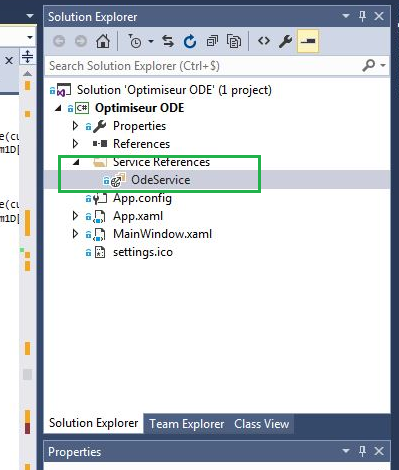 Solution Explorer
Search Solution Explorer (Ctrl+$)
Solution 'Optimiseur ODE' (1 project)
C# Optimiseur ODE
Properties
References
Service References
OdeService
App.config
App.xaml
MainWindow.xaml
settings.ico
e(cu
m1D[
e(cu
m1D[
Solution Explorer Team Explorer Class View
Properties